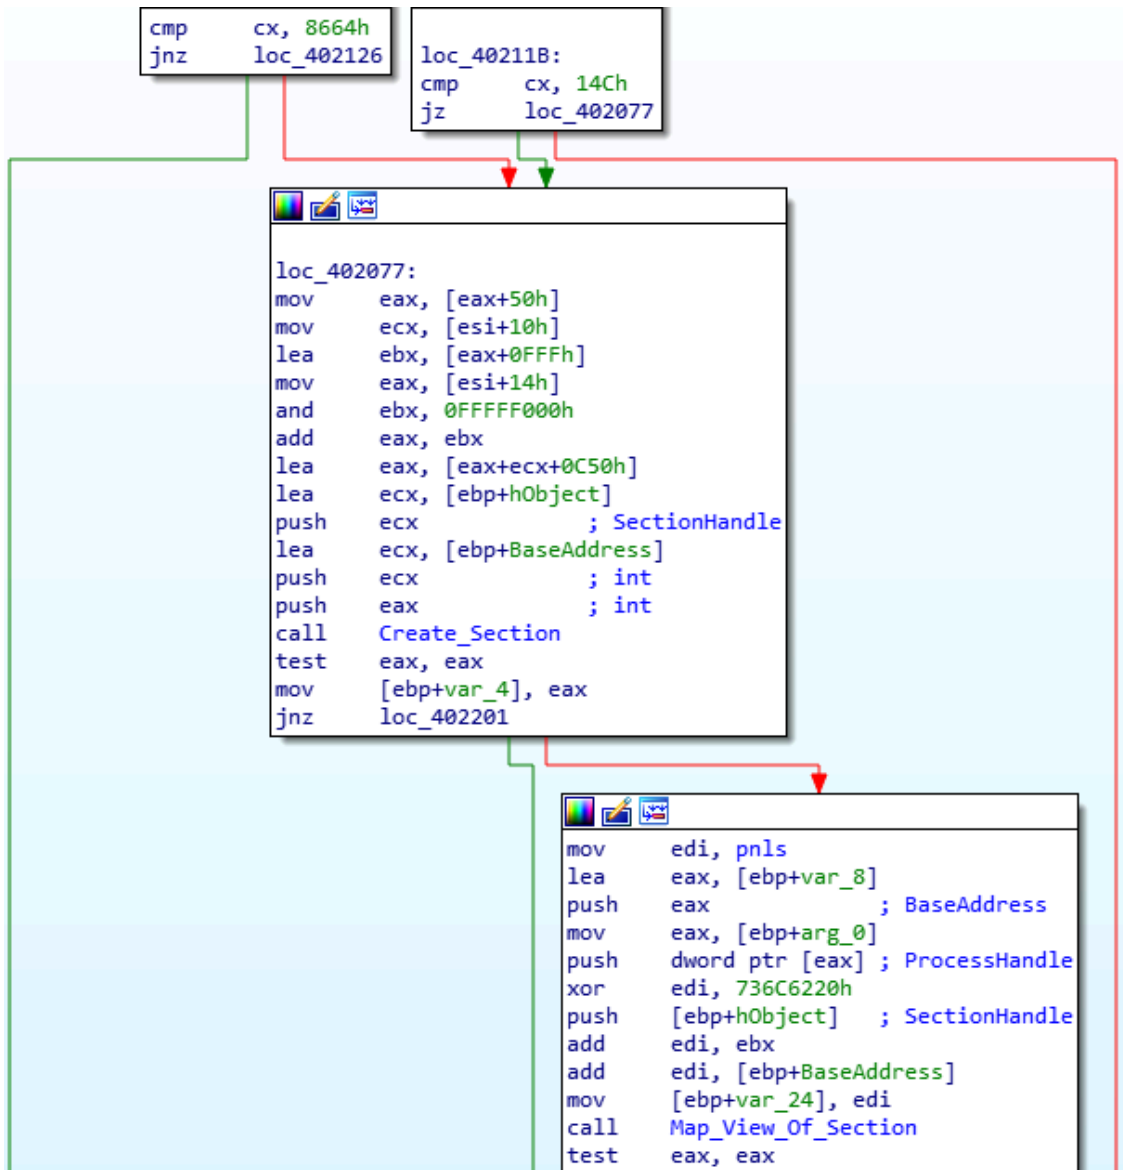 cmp cx, 8664h
jnz loc_402126
loc_40211B:
cmp cx, 14Ch
jz loc_402077
loc_402077:
mov eax, [eax+50h]
mov ecx, [esi+10h]
lea ebx, [eax+0FFFh]
mov eax, [esi+14h]
and ebx, 0FFFFF000h
add eax, ebx
lea eax, [eax+ecx+0C50h]
lea ecx, [ebp+hObject]
push ecx ; SectionHandle
lea ecx, [ebp+BaseAddress]
push ecx ; int
push eax ; int
call Create_Section
test eax, eax
mov [ebp+var_4], eax
jnz loc_402201
mov edi, pnls
lea eax, [ebp+var_8]
push eax ; BaseAddress
mov eax, [ebp+arg_0]
push dword ptr [eax] ; ProcessHandle
xor edi, 736C6220h
push [ebp+hObject] ; SectionHandle
add edi, ebx
add edi, [ebp+BaseAddress]
mov [ebp+var_24], edi
call Map_View_Of_Section
test eax, eax